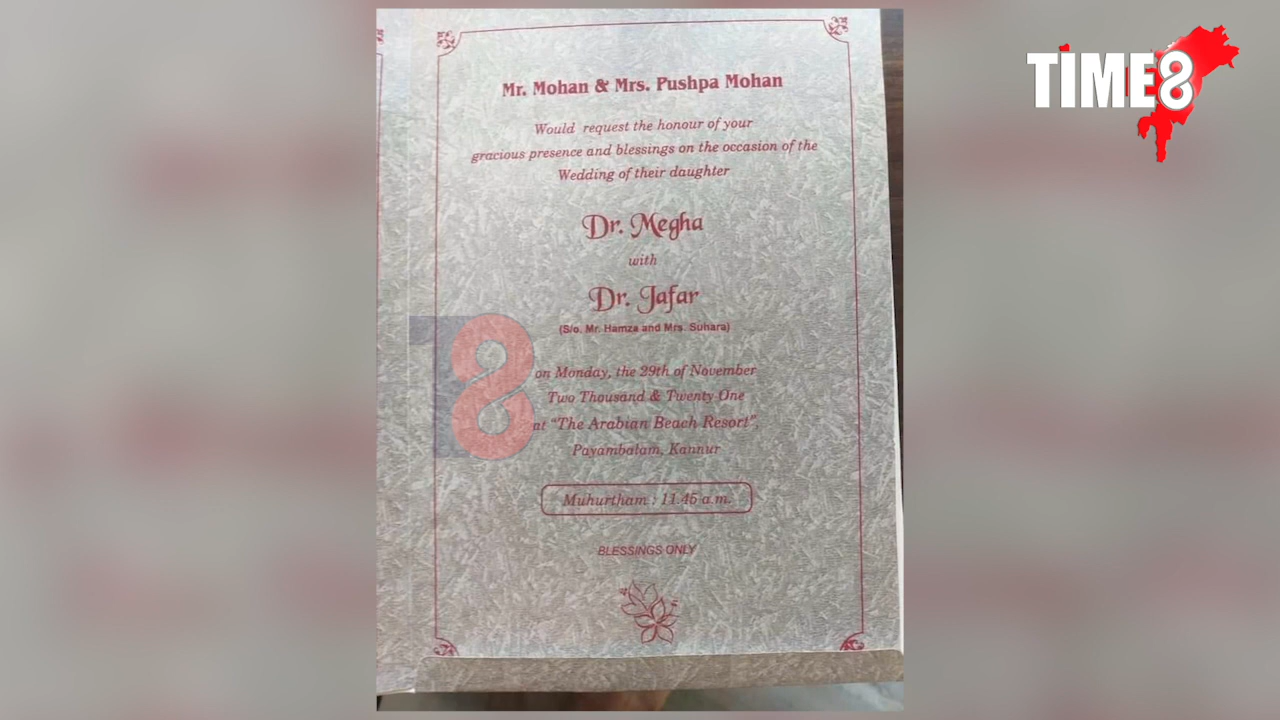 TIME8
Mr. Mohan & Mrs. Pushpa Mohan
Would request the honour of your
gracious presence and blessings on the occasion of the
Wedding of their daughter
Dr. Megha
with
Dr. Jafar
(S/o. Mr. Hamza and Mrs. Suhara)
on Monday, the 29th of November
Two Thousand & Twenty-One
at "The Arabian Beach Resort",
Payambalam, Kannur
T8
Muhurtham : 11.45 a.m.
BLESSINGS ONLY